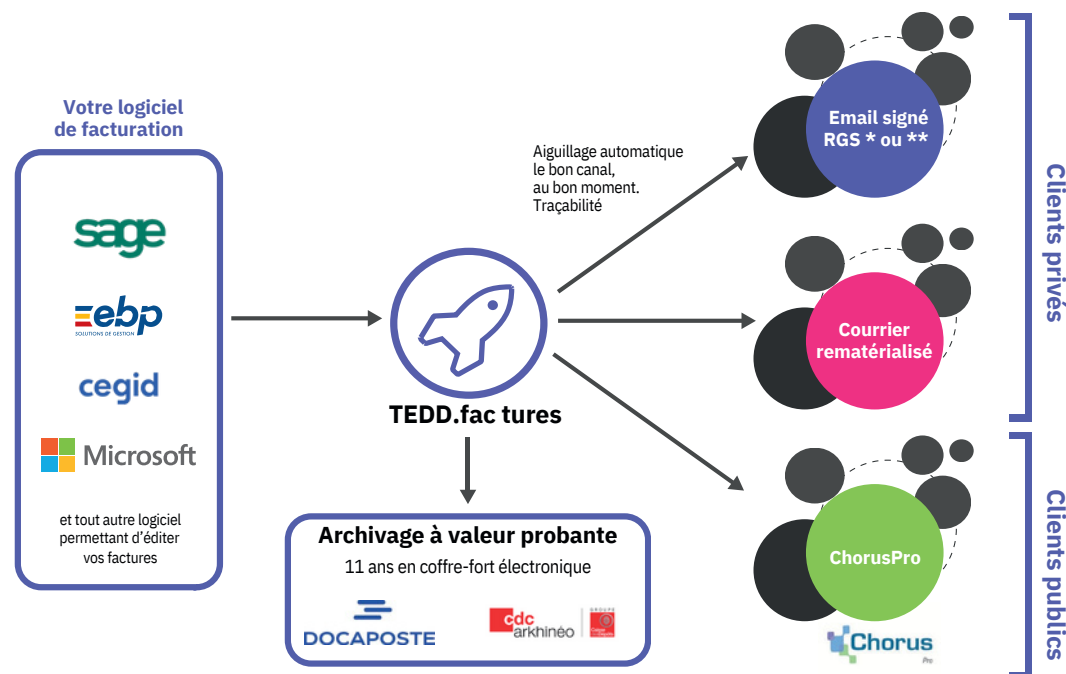 Votre logiciel
de facturation
sage
ebp
SOLUTIONS DE GESTION
cegid
Microsoft
et tout autre logiciel
permettant d'éditer
vos factures
TEDD.fac tures
Aiguillage automatique
le bon canal,
au bon moment.
Traçabilité
Archivage à valeur probante
11 ans en coffre-fort électronique
DOCAPOSTE
cdc
arkhinéo
GROUPE
Email signé
RGS * ou **
Courrier
rematérialisé
ChorusPro
Chorus
Pro
Clients privés
Clients publics